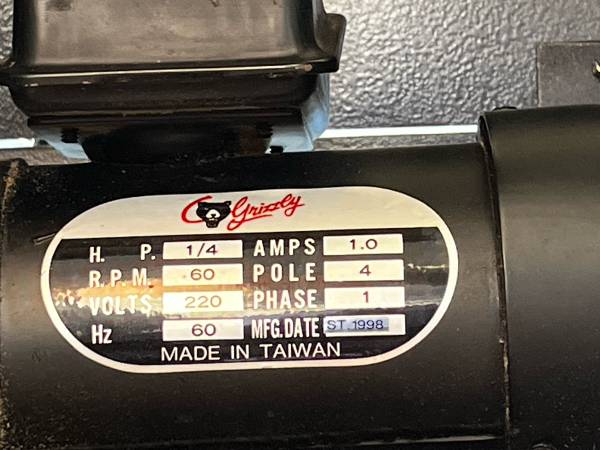 Grizzly
H. P. 1/4 AMPS 1.0
R.P.M. 60 POLE 4
VOLTS 220 PHASE 1
Hz 60 MFG.DATE ST.1998
MADE IN TAIWAN